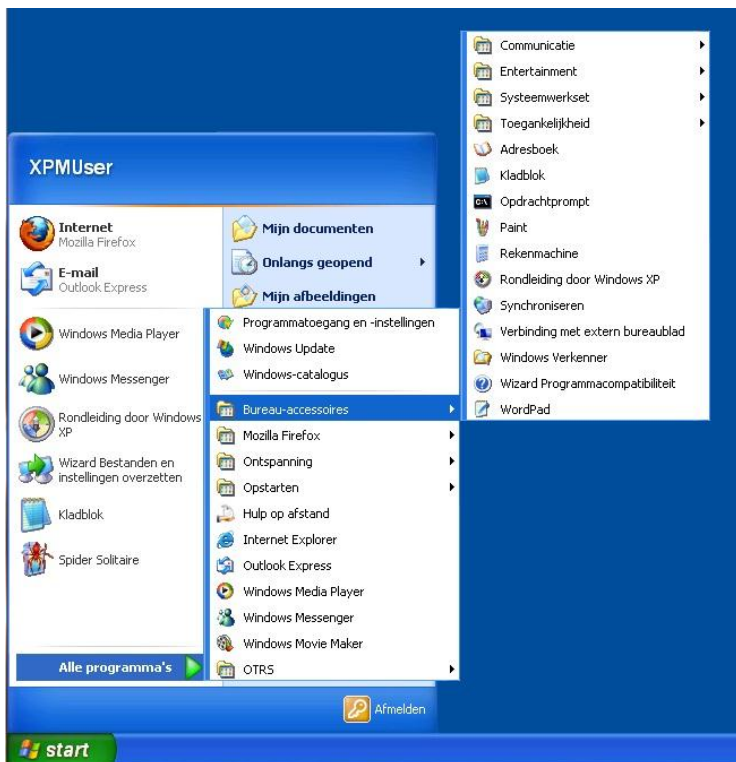 XPMUser
Internet
Mozilla Firefox
E-mail
Outlook Express
Windows Media Player
Windows Messenger
Rondleiding door Windows
XP
Wizard Bestanden en
instellingen overzetten
Kladblok
Spider Solitaire
Alle programma's
Mijn documenten
Onlangs geopend
Mijn afbeeldingen
Programmatoegang en -instellingen
Windows Update
Windows-catalogus
Bureau-accessoires
Mozilla Firefox
Ontspanning
Opstarten
Hulp op afstand
Internet Explorer
Outlook Express
Windows Media Player
Windows Messenger
Windows Movie Maker
OTRS
Communicatie
Entertainment
Systeemwerkset
Toegankelijkheid
Adresboek
Kladblok
Opdrachtprompt
Paint
Rekenmachine
Rondleiding door Windows XP
Synchroniseren
Verbinding met extern bureaublad
Windows Verkenner
Wizard Programmacompatibiliteit
WordPad
Afmelden
start